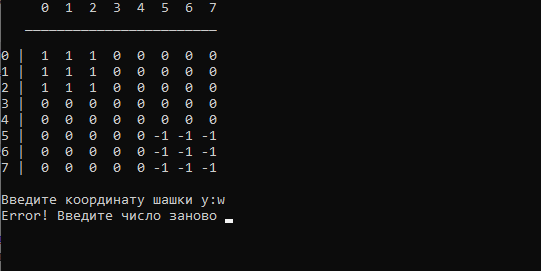 0 1 2 3 4 5 6 7
________________________
0 | 1 1 1 0 0 0 0 0
1 | 1 1 1 0 0 0 0 0
2 | 1 1 1 0 0 0 0 0
3 | 0 0 0 0 0 0 0 0
4 | 0 0 0 0 0 0 0 0
5 | 0 0 0 0 0 -1 -1 -1
6 | 0 0 0 0 0 -1 -1 -1
7 | 0 0 0 0 0 -1 -1 -1
Введите координату шашки y:w
Error! Введите число заново